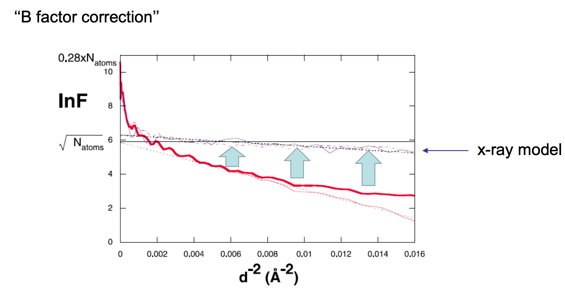 “B factor correction”
0.28xNatoms
10
lnF
8
√Natoms
6
4
2
0
x-ray model
0 0.002 0.004 0.006 0.008 0.010 0.012 0.014 0.016
d-2 (Å-2)